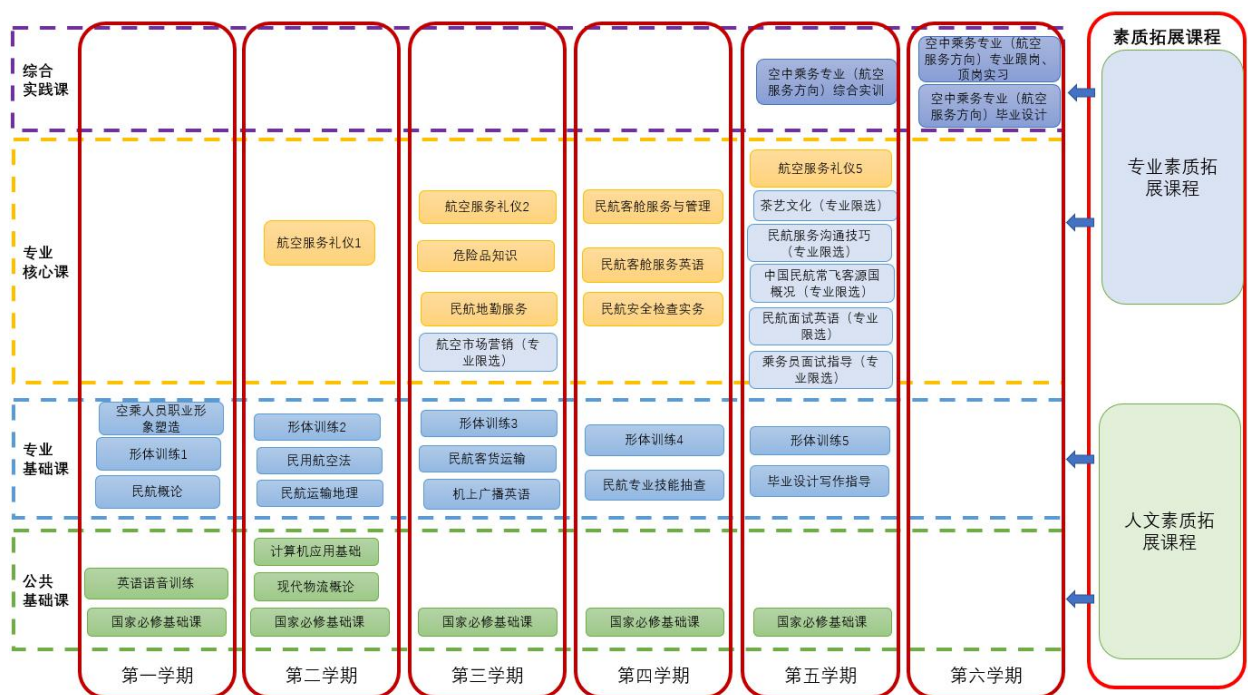 素质拓展课程
综合
实践课
空中乘务专业（航空
服务方向）综合实训
空中乘务专业（航空
服务方向）专业跟岗、
顶岗实习
空中乘务专业（航空
服务方向）毕业设计
专业素质拓
展课程
专业
核心课
航空服务礼仪1
航空服务礼仪2
危险品知识
民航地勤服务
航空市场营销（专
业限选）
民航客舱服务与管理
民航客舱服务英语
民航安全检查实务
航空服务礼仪5
茶艺文化（专业限选）
民航服务沟通技巧
（专业限选）
中国民航常飞客源国
概况（专业限选）
民航面试英语（专业
限选）
乘务员面试指导（专
业限选）
专业
基础课
空乘人员职业形
象塑造
形体训练1
民航概论
形体训练2
民用航空法
民航运输地理
形体训练3
民航客货运输
机上广播英语
形体训练4
民航专业技能抽查
形体训练5
毕业设计写作指导
人文素质拓
展课程
公共
基础课
英语语音训练
国家必修基础课
计算机应用基础
现代物流概论
国家必修基础课
国家必修基础课
国家必修基础课
国家必修基础课
第一学期
第二学期
第三学期
第四学期
第五学期
第六学期